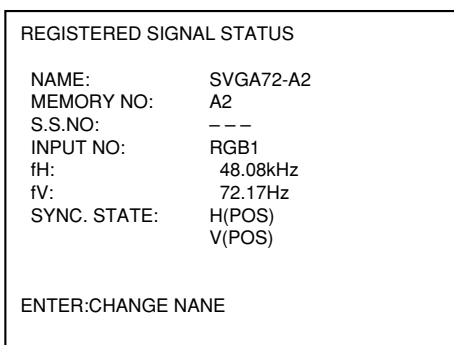 REGISTERED SIGNAL STATUS
NAME: SVGA72-A2
MEMORY NO: A2
S.S.NO: – – –
INPUT NO: RGB1
fH: 48.08kHz
fV: 72.17Hz
SYNC. STATE: H(POS)
V(POS)
ENTER:CHANGE NANE